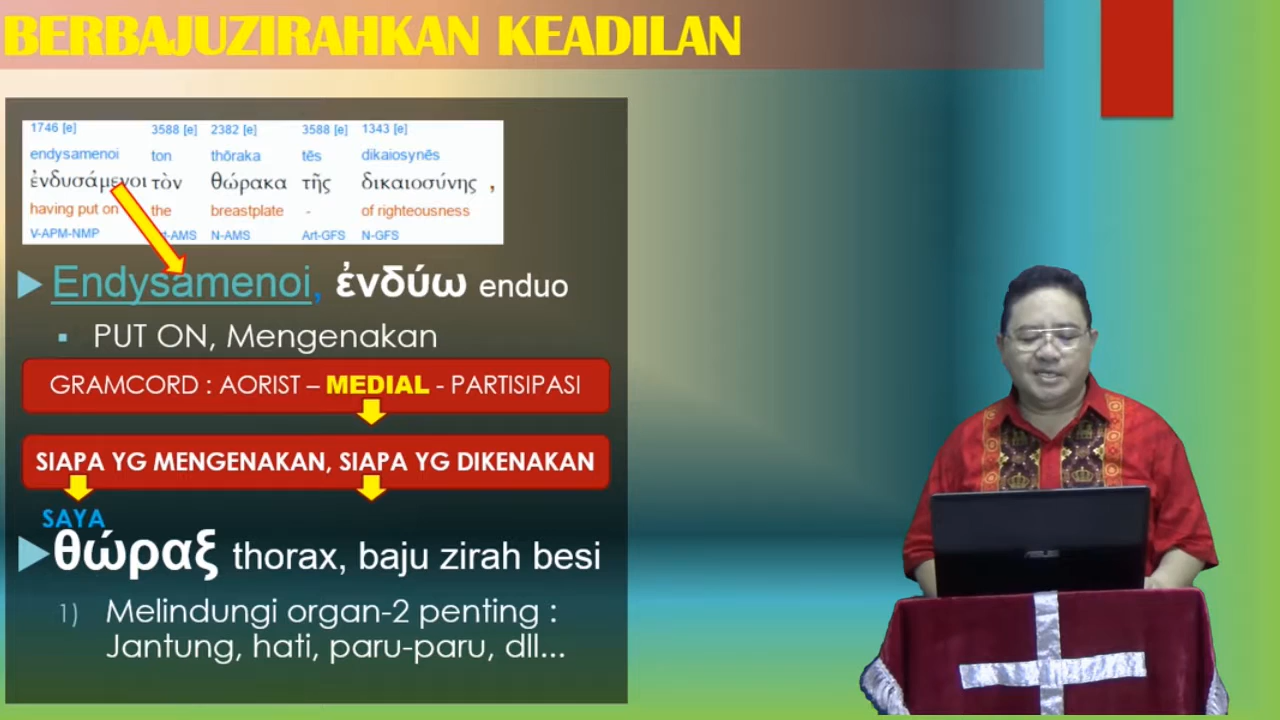 BERBAJUZIRAHKAN KEADILAN
1746 [e] 3588 [e] 2382 [e] 3588 [e] 1343 [e]
endysamenoi ton thōraka tēs dikaiosynēs
ἐνδυσάμενοι τὸν θώρακα τῆς δικαιοσύνης ,
having put on the breastplate - of righteousness
V-APM-NMP N-AMS Art-GFS N-GFS
Endysamenoi, ἐνδύω enduo
PUT ON, Mengenakan
GRAMCORD : AORIST – MEDIAL - PARTISIPASI
SIAPA YG MENGENAKAN, SIAPA YG DIKENAKAN
SAYA
θώραξ thorax, baju zirah besi
1) Melindungi organ-2 penting :
Jantung, hati, paru-paru, dll...